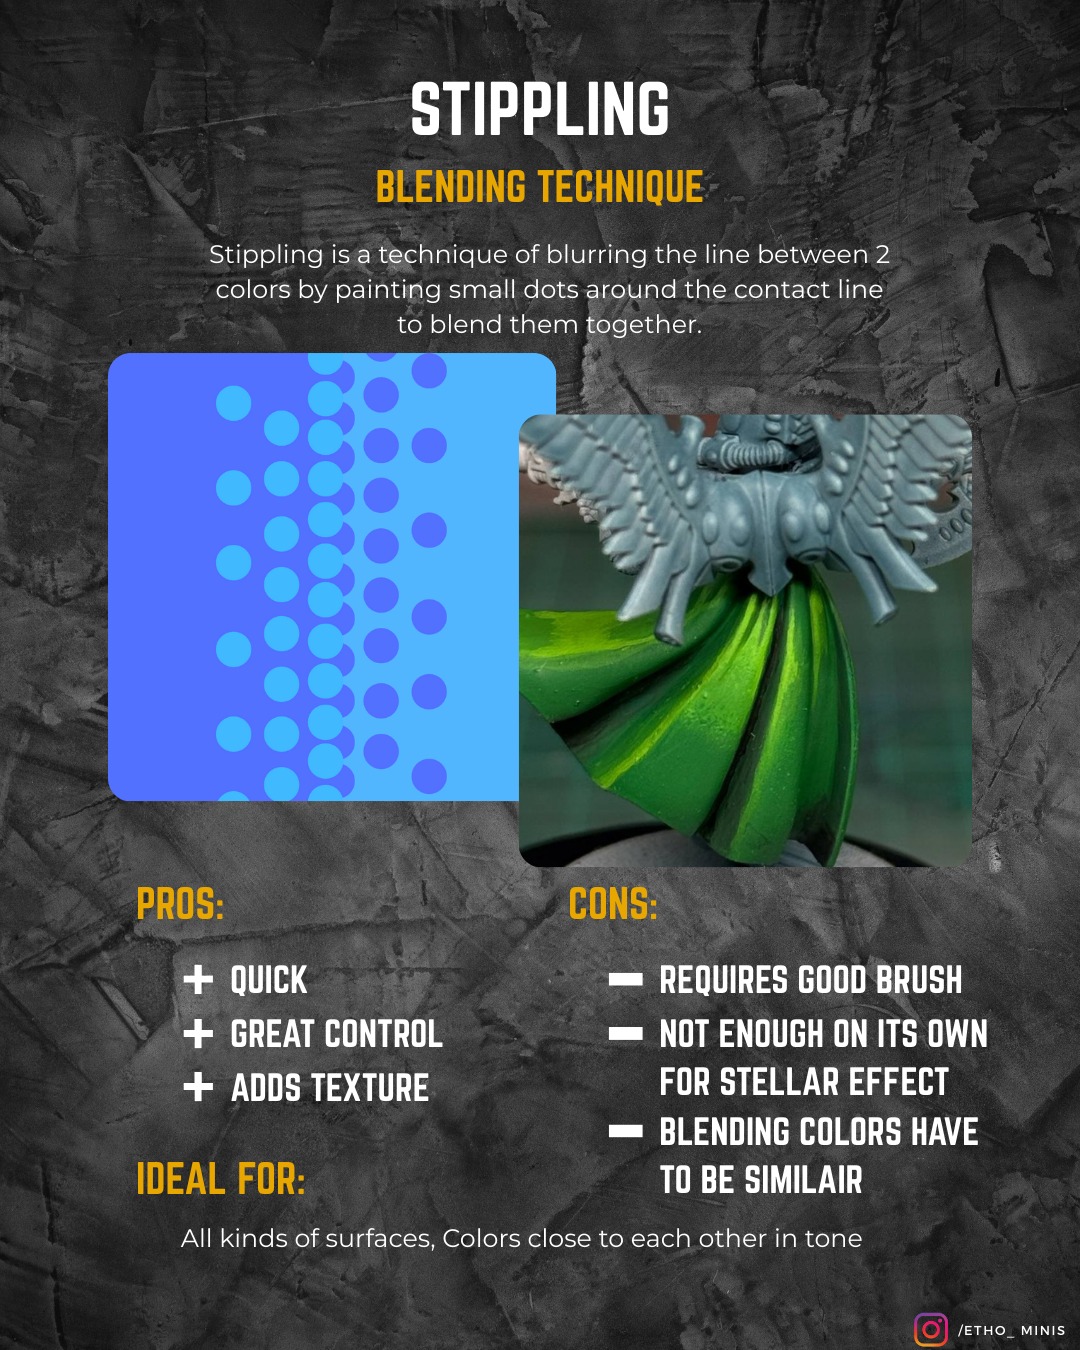 STIPPLING
BLENDING TECHNIQUE
Stippling is a technique of blurring the line between 2
colors by painting small dots around the contact line
to blend them together.
PROS:
+ QUICK
+ GREAT CONTROL
+ ADDS TEXTURE
CONS:
- REQUIRES GOOD BRUSH
- NOT ENOUGH ON ITS OWN
FOR STELLAR EFFECT
- BLENDING COLORS HAVE
TO BE SIMILAIR
IDEAL FOR:
All kinds of surfaces, Colors close to each other in tone
/ETHO_ MINIS